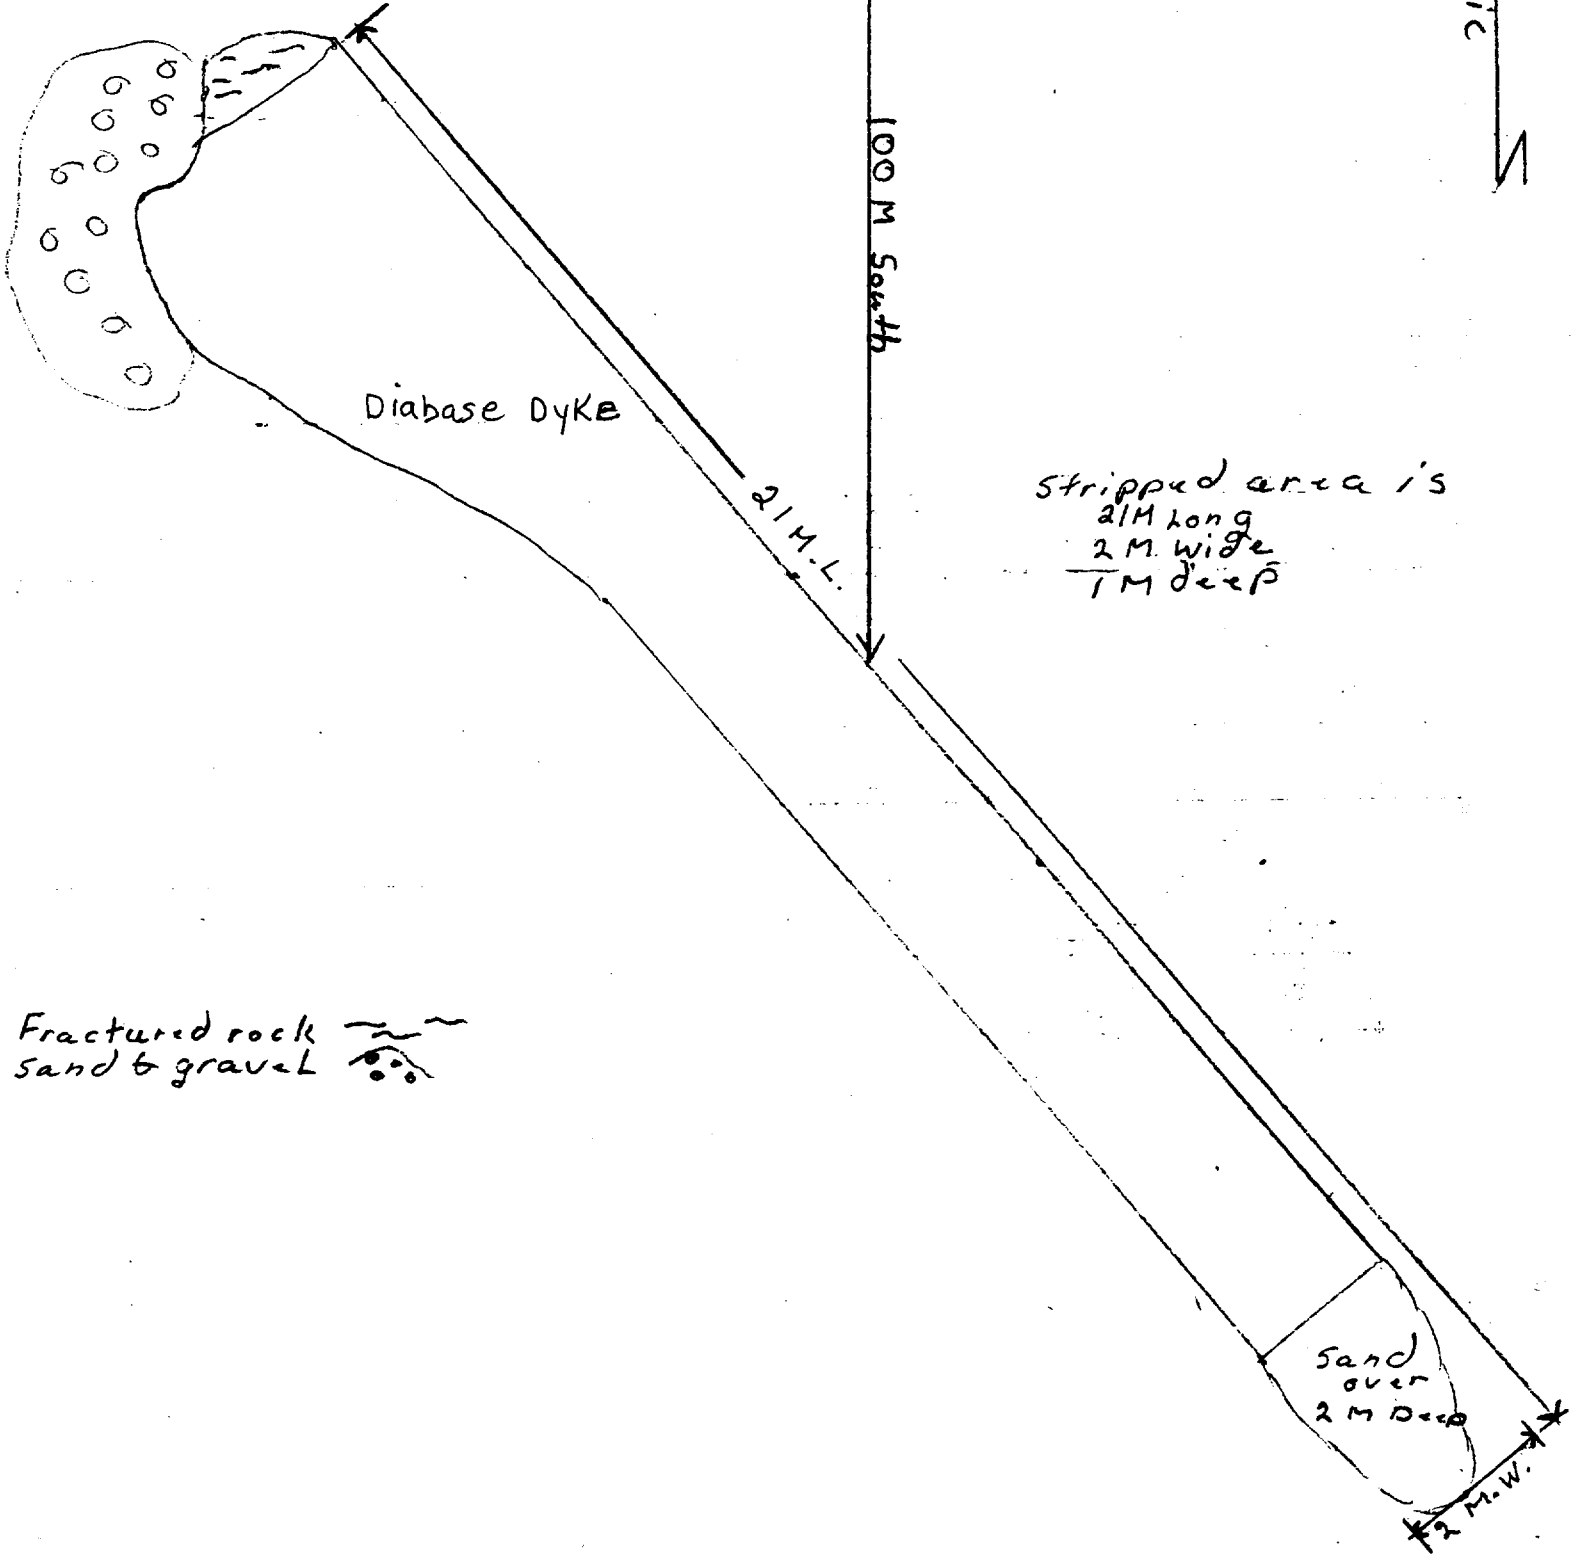 100 M South
Diabase Dyke
21 M.L.
stripped area is
21M Long
2 M wide
1 M deep
Fractured rock
sand & gravel
sand
over
2 M Deep
2 M.W.